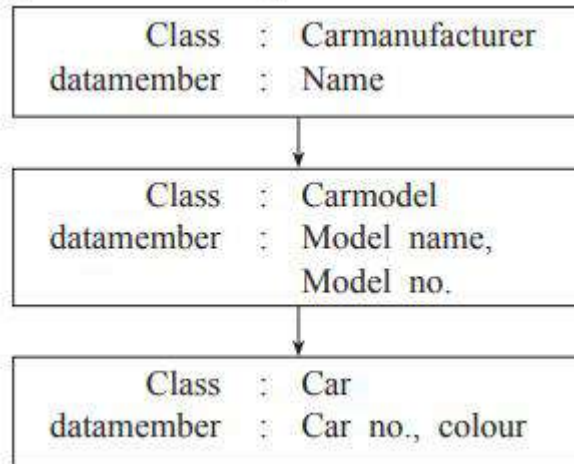 Class : Carmanufacturer
datamember : Name
Class : Carmodel
datamember : Model name,
Model no.
Class : Car
datamember : Car no., colour